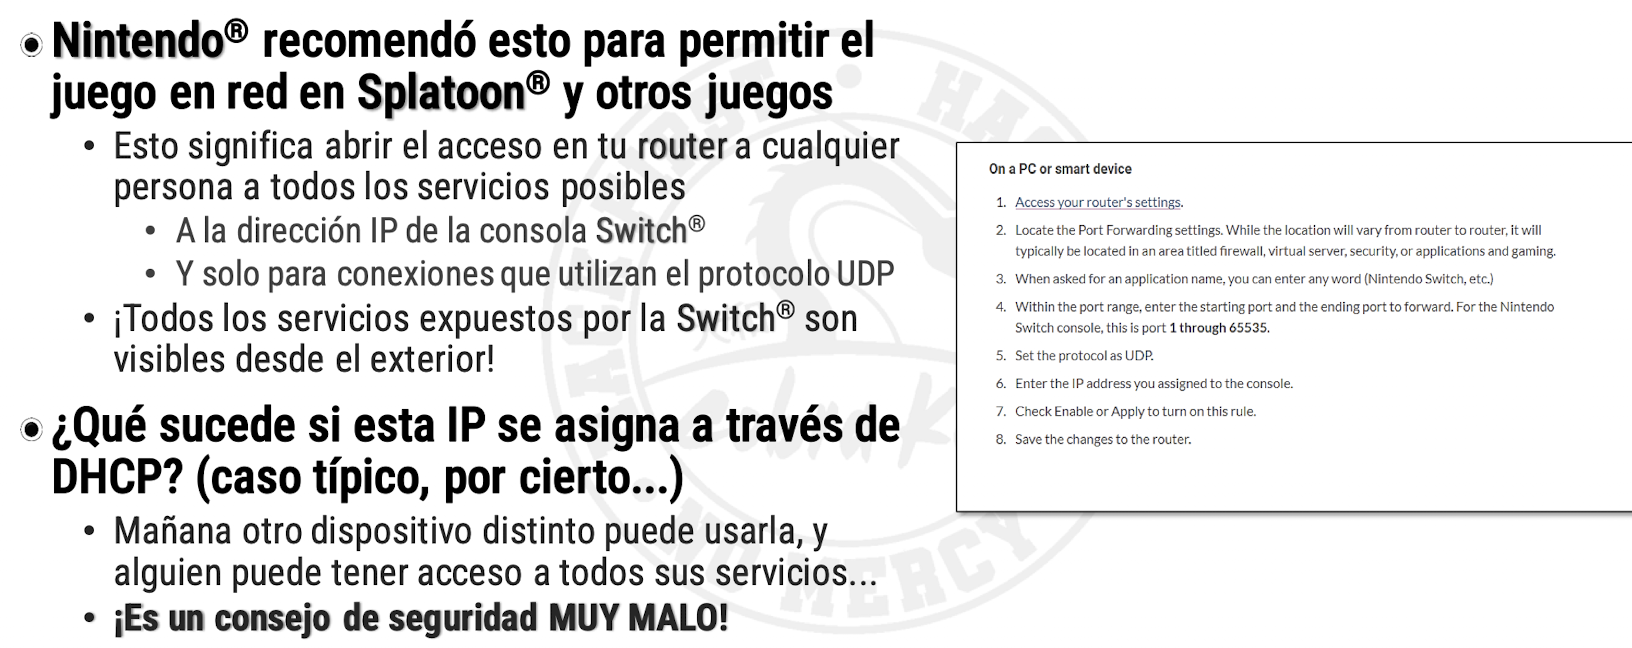 Nintendo® recomendó esto para permitir el
juego en red en Splatoon® y otros juegos
• Esto significa abrir el acceso en tu router a cualquier
persona a todos los servicios posibles
• A la dirección IP de la consola Switch®
• Y solo para conexiones que utilizan el protocolo UDP
• ¡Todos los servicios expuestos por la Switch® son
visibles desde el exterior!
¿Qué sucede si esta IP se asigna a través de
DHCP? (caso típico, por cierto...)
• Mañana otro dispositivo distinto puede usarla, y
alguien puede tener acceso a todos sus servicios...
• ¡Es un consejo de seguridad MUY MALO!
On a PC or smart device
1. Access your router's settings.
2. Locate the Port Forwarding settings. While the location will vary from router to router, it will
typically be located in an area titled firewall, virtual server, security, or applications and gaming.
3. When asked for an application name, you can enter any word (Nintendo Switch, etc.)
4. Within the port range, enter the starting port and the ending port to forward. For the Nintendo
Switch console, this is port 1 through 65535.
5. Set the protocol as UDP.
6. Enter the IP address you assigned to the console.
7. Check Enable or Apply to turn on this rule.
8. Save the changes to the router.
NO MERCY